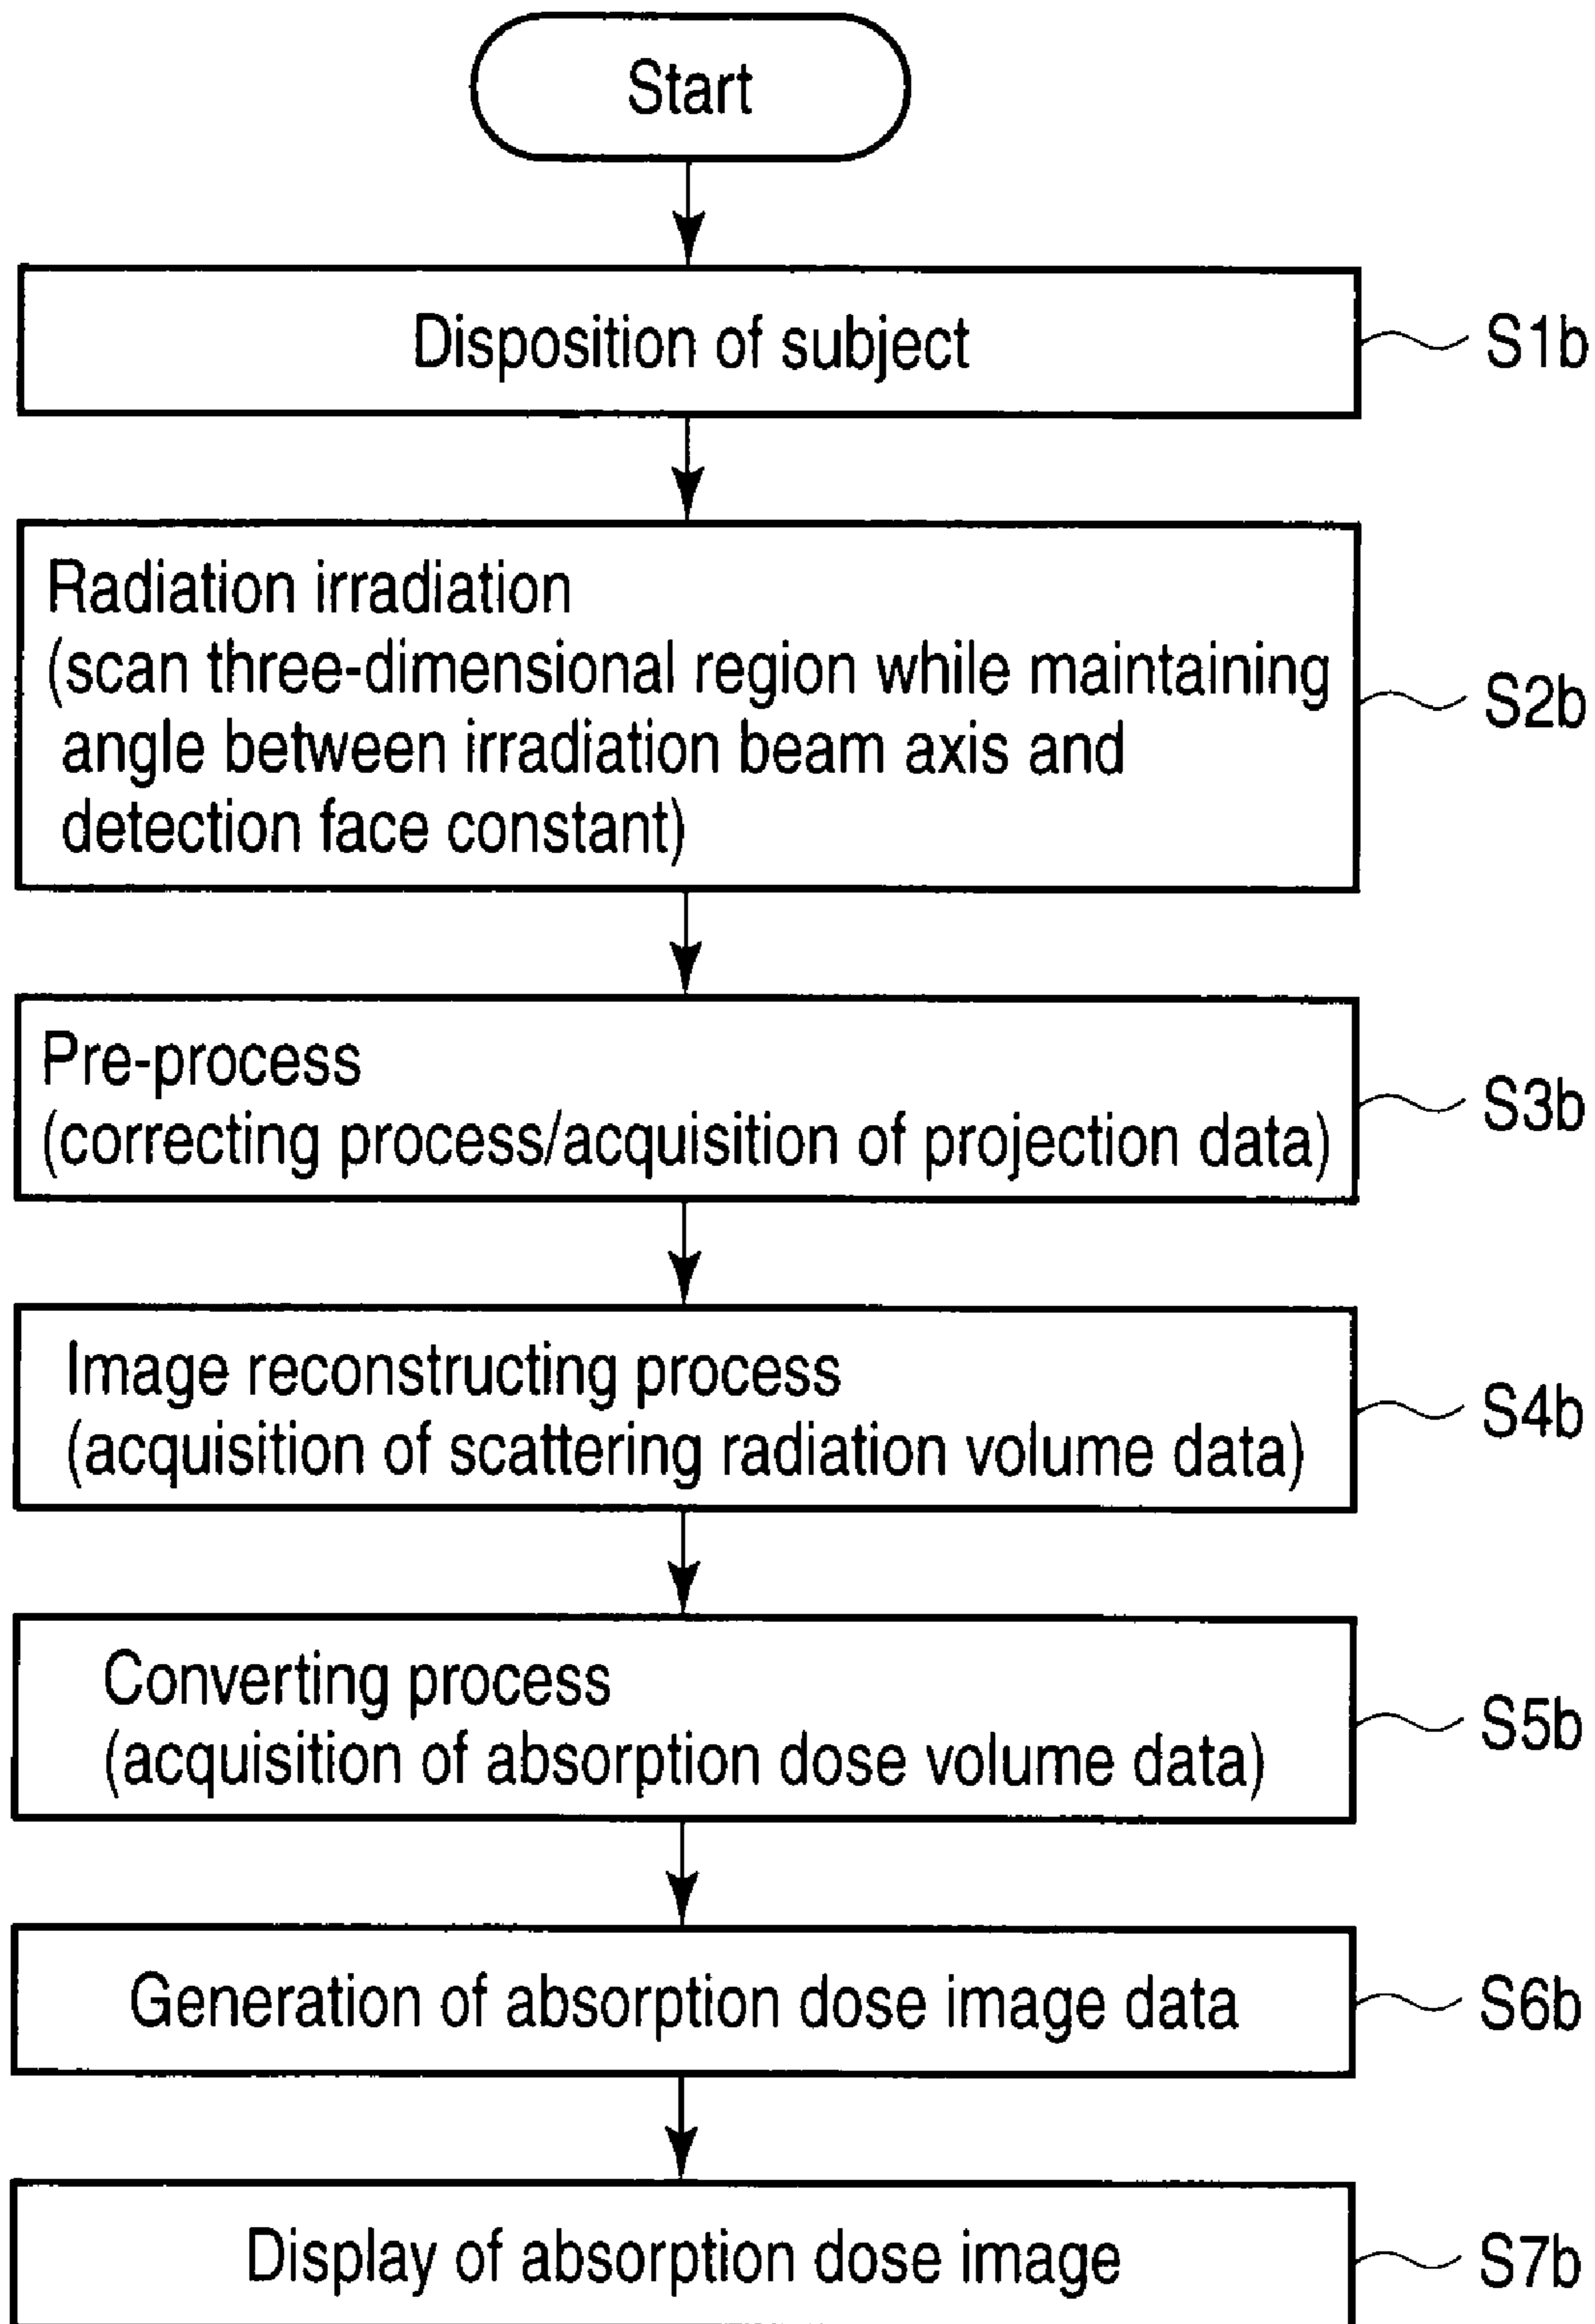 Start
Disposition of subject
S1b
Radiation irradiation
(scan three-dimensional region while maintaining
angle between irradiation beam axis and
detection face constant)
S2b
Pre-process
(correcting process/acquisition of projection data)
S3b
Image reconstructing process
(acquisition of scattering radiation volume data)
S4b
Converting process
(acquisition of absorption dose volume data)
S5b
Generation of absorption dose image data
S6b
Display of absorption dose image
S7b